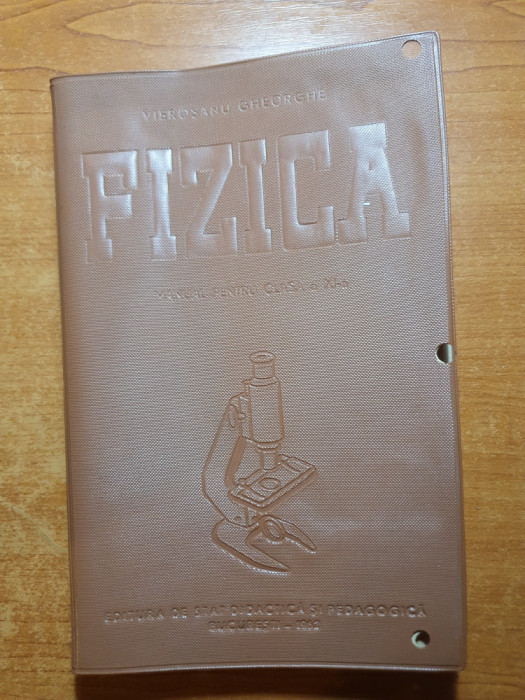 VIEROȘANU GHEORGHE
FIZICA
MANUAL PENTRU CLASA a XI-a
EDITURA DE STAT DIDACTICĂ ȘI PEDAGOGICĂ
BUCUREȘTI – 1962